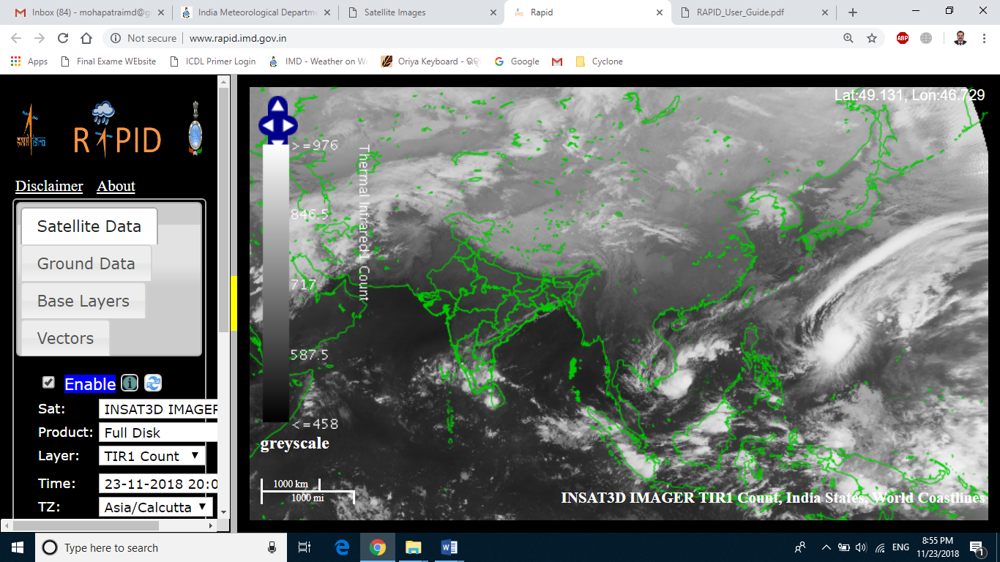 Inbox (84) - mohapatraimd@g
India Meteorological Departme
Satellite Images
Rapid
RAPID_User_Guide.pdf
Not secure
www.rapid.imd.gov.in
ABP
Apps
Final Exame WEbsite
ICDL Primer Login
IMD - Weather on W
Oriya Keyboard - ଉତ୍
Google
Cyclone
RAPID
Disclaimer About
Satellite Data
Ground Data
Base Layers
Vectors
Enable
Sat: INSAT3D IMAGER
Product: Full Disk
Layer: TIR1 Count
Time: 23-11-2018 20:0
TZ: Asia/Calcutta
Lat:49.131, Lon:46.729
>=976
846.5
717
587.5
<=458
Thermal Infrared1 Count
greyscale
1000 km
1000 mi
INSAT3D IMAGER TIR1 Count, India States, World Coastlines
Type here to search
ENG
8:55 PM
11/23/2018
1